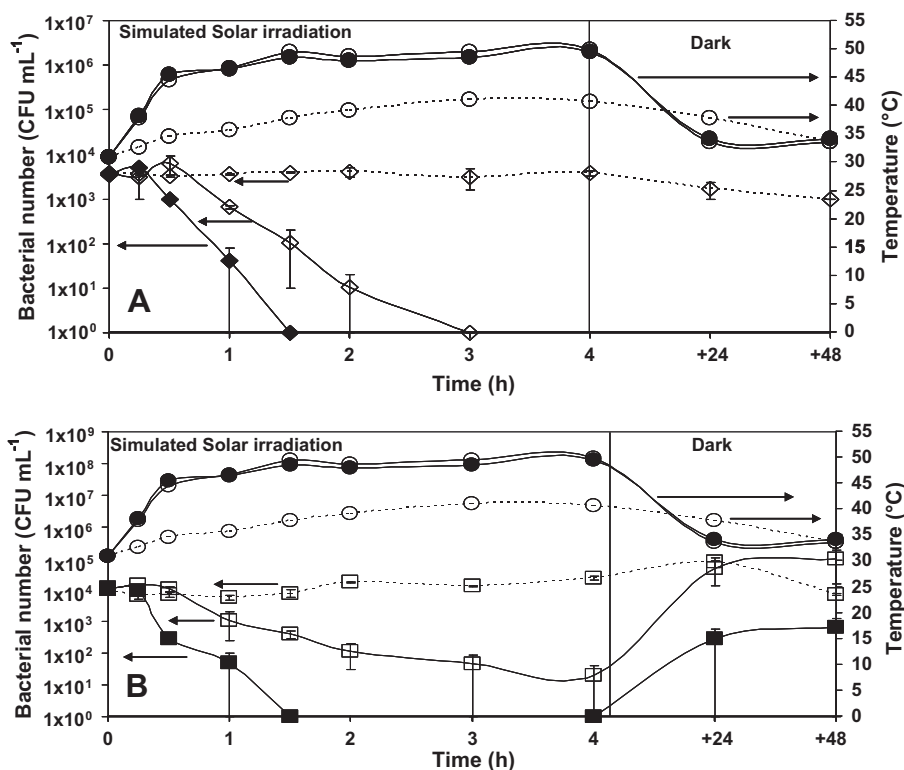 Simulated Solar irradiation
Dark
A
Bacterial number (CFU mL-1)
1x10^7
1x10^6
1x10^5
1x10^4
1x10^3
1x10^2
1x10^1
1x10^0
55
50
45
40
35
30
25
20
15
10
5
0
Temperature (°C)
0 1 2 3 4 +24 +48
Time (h)
Simulated Solar irradiation
Dark
B
Bacterial number (CFU mL-1)
1x10^9
1x10^8
1x10^7
1x10^6
1x10^5
1x10^4
1x10^3
1x10^2
1x10^1
1x10^0
55
50
45
40
35
30
25
20
15
10
5
0
Temperature (°C)
0 1 2 3 4 +24 +48
Time (h)